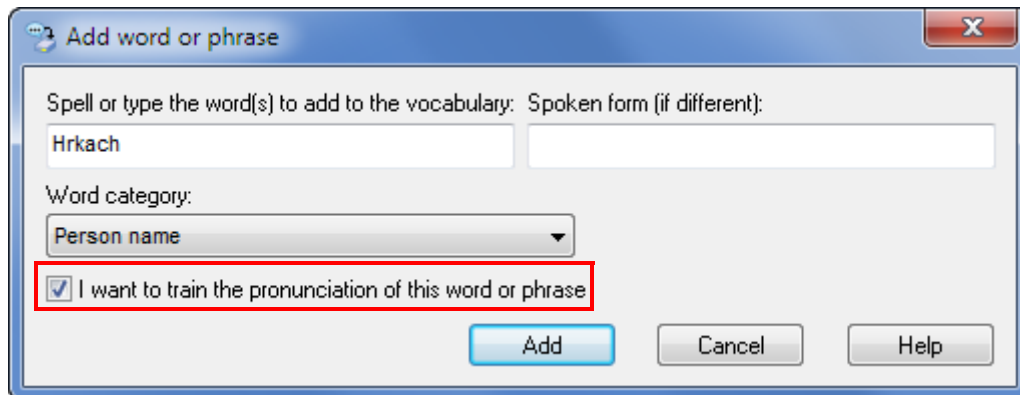 Add word or phrase
Spell or type the word(s) to add to the vocabulary: Spoken form (if different):
Hrkach
Word category:
Person name
I want to train the pronunciation of this word or phrase
Add Cancel Help